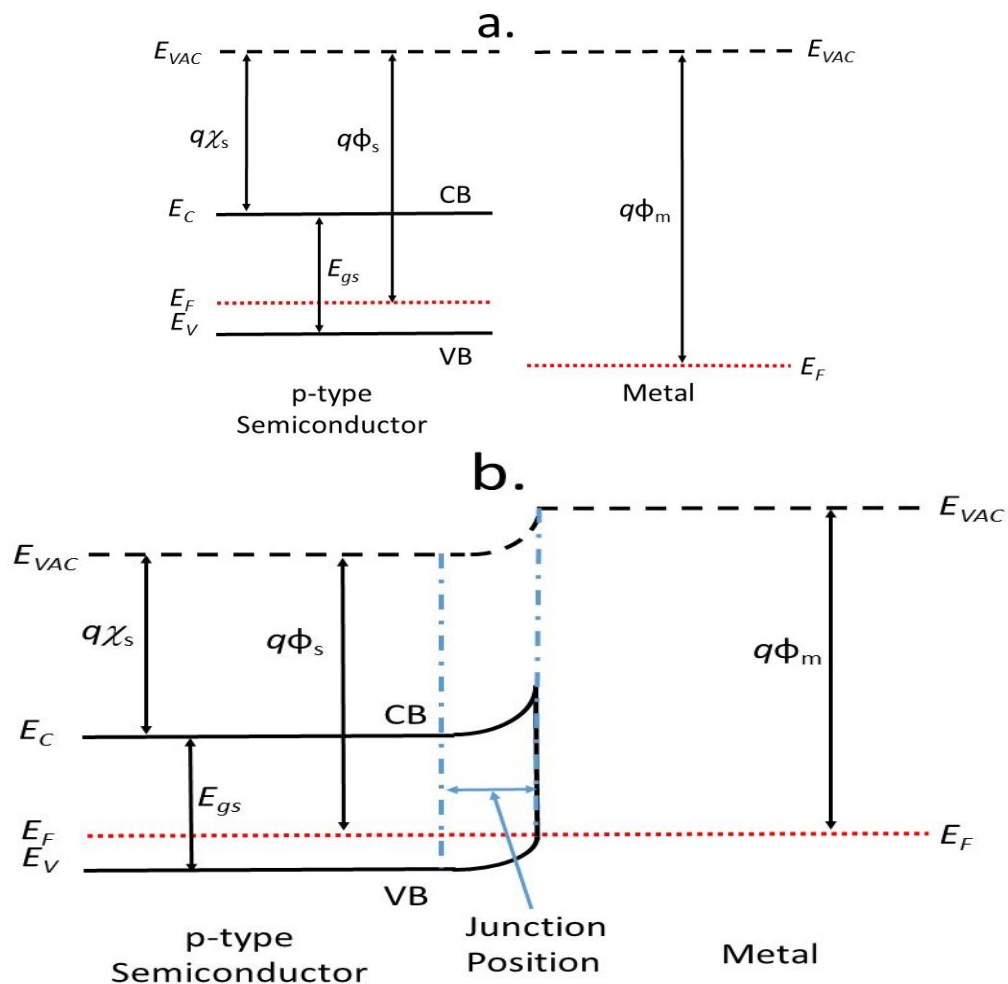 a.
E_VAC
E_VAC
qχ_s
qϕ_s
CB
E_C
qϕ_m
E_gs
E_F
E_V
VB
E_F
p-type
Semiconductor
Metal
b.
E_VAC
E_VAC
qχ_s
qϕ_s
qϕ_m
CB
E_C
E_gs
E_F
E_F
E_V
VB
Junction
Position
p-type
Semiconductor
Metal